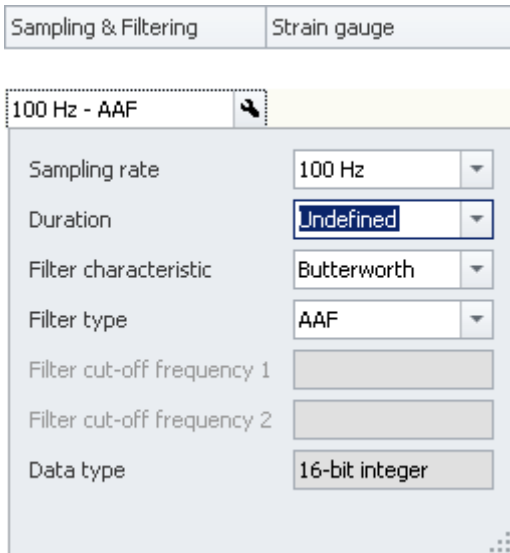 Sampling & Filtering Strain gauge
100 Hz - AAF
Sampling rate 100 Hz
Duration Undefined
Filter characteristic Butterworth
Filter type AAF
Filter cut-off frequency 1
Filter cut-off frequency 2
Data type 16-bit integer